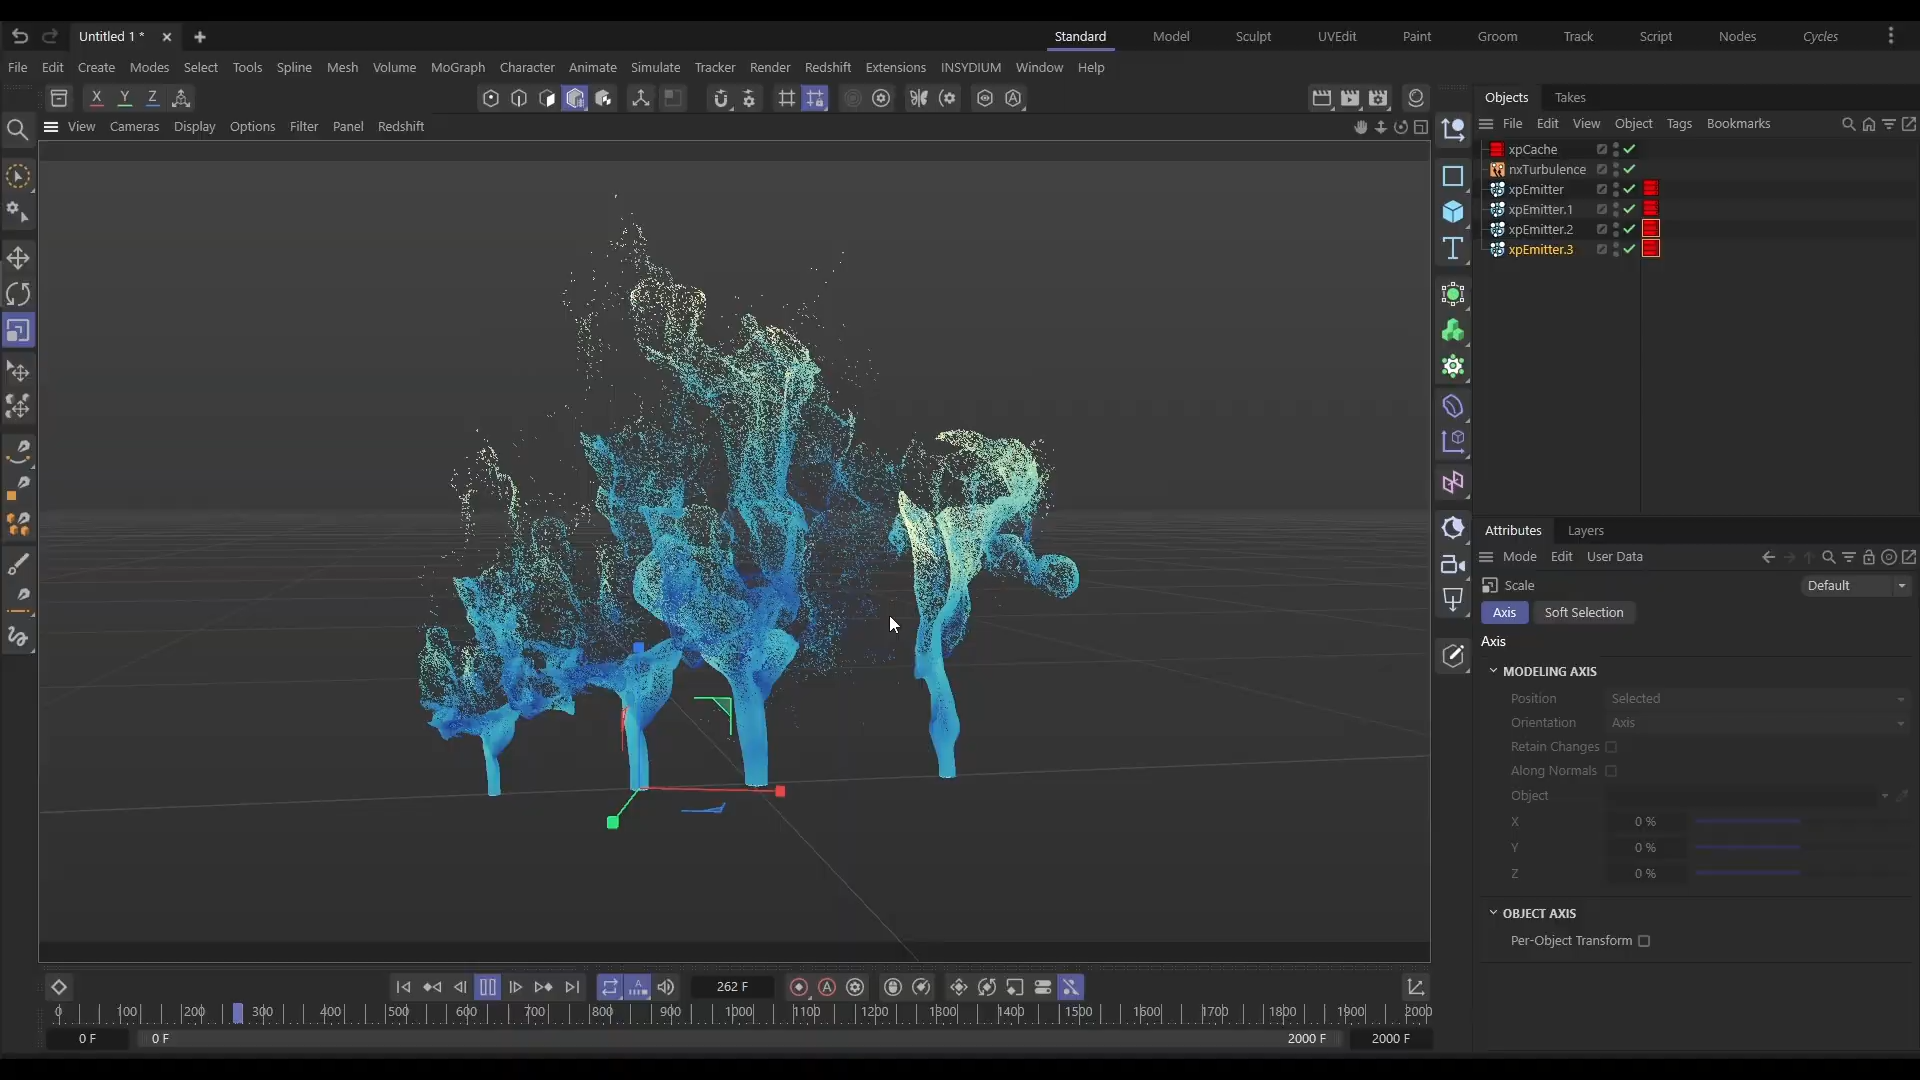 Untitled 1 *
Standard Model Sculpt UVEdit Paint Groom Track Script Nodes Cycles
File Edit Create Modes Select Tools Spline Mesh Volume MoGraph Character Animate Simulate Tracker Render Redshift Extensions INSYDIUM Window Help
X Y Z
View Cameras Display Options Filter Panel Redshift
Objects Takes
File Edit View Object Tags Bookmarks
xpCache
nxTurbulence
xpEmitter
xpEmitter.1
xpEmitter.2
xpEmitter.3
Attributes Layers
Mode Edit User Data
Scale Default
Axis Soft Selection
Axis
MODELING AXIS
Position Selected
Orientation Axis
Retain Changes
Along Normals
Object
X 0 %
Y 0 %
Z 0 %
OBJECT AXIS
Per-Object Transform
262 F
0 100 200 300 400 500 600 700 800 900 1000 1100 1200 1300 1400 1500 1600 1700 1800 1900 2000
0 F 0 F 2000 F 2000 F